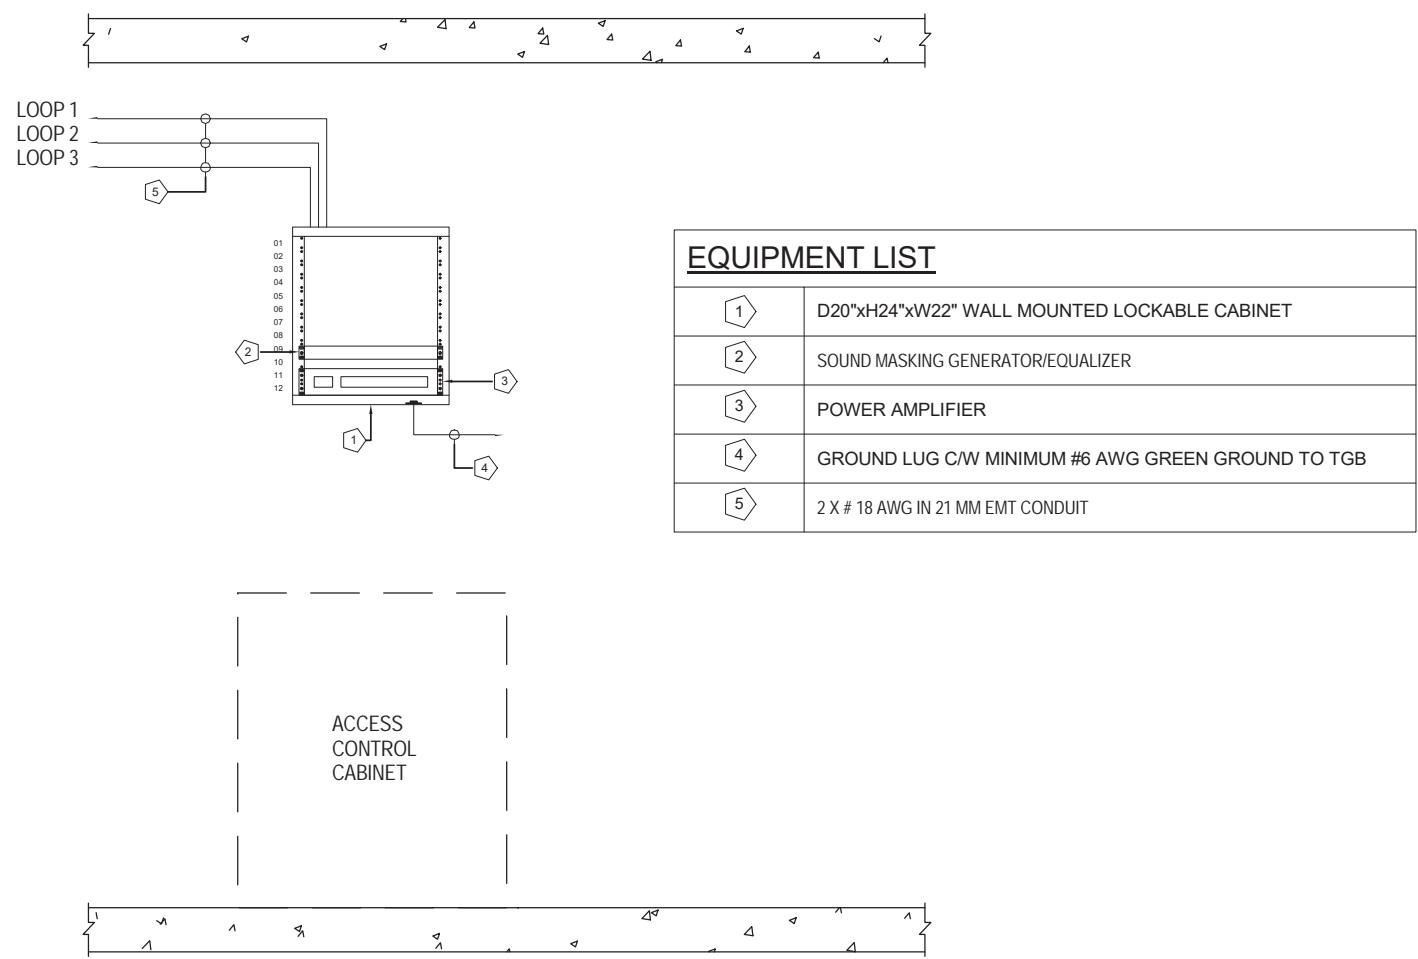 LOOP 1
LOOP 2
LOOP 3
5
01
02
03
04
05
06
07
08
09
10
11
12
2
3
1
4
EQUIPMENT LIST
1 D20"xH24"xW22" WALL MOUNTED LOCKABLE CABINET
2 SOUND MASKING GENERATOR/EQUALIZER
3 POWER AMPLIFIER
4 GROUND LUG C/W MINIMUM #6 AWG GREEN GROUND TO TGB
5 2 X # 18 AWG IN 21 MM EMT CONDUIT
ACCESS
CONTROL
CABINET